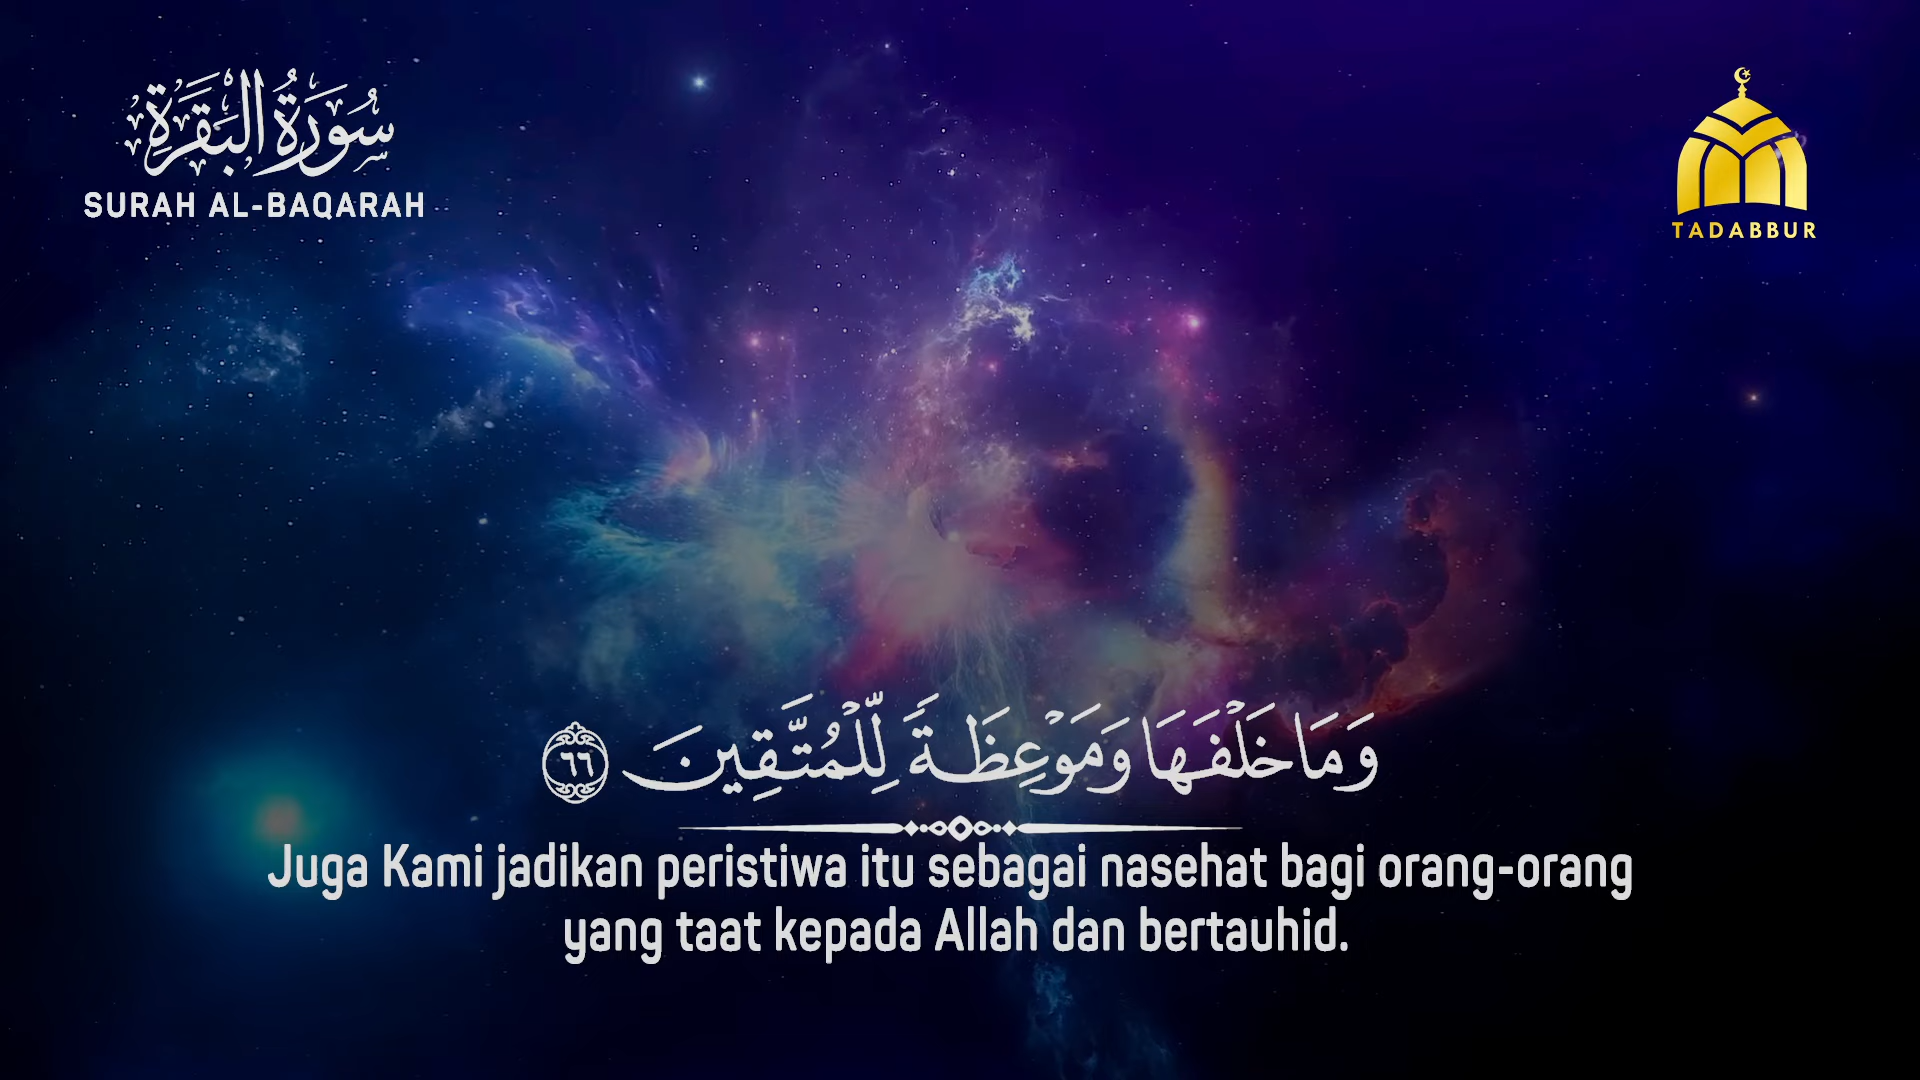 سُورَةُ الْبَقَرَةِ
SURAH AL-BAQARAH
TADABBUR
وَمَا خَلْفَهَا وَمَوْعِظَةً لِّلْمُتَّقِينَ ٦٦
Juga Kami jadikan peristiwa itu sebagai nasehat bagi orang-orang
yang taat kepada Allah dan bertauhid.